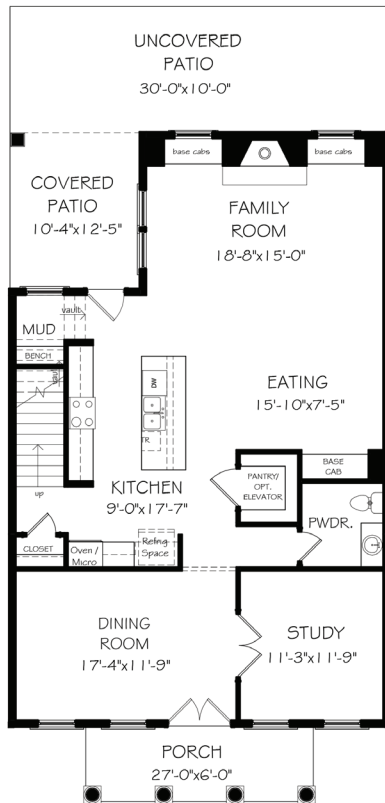 UNCOVERED
PATIO
30'-0"x10'-0"
base cabs
base cabs
COVERED
PATIO
10'-4"x12'-5"
FAMILY
ROOM
18'-8"x15'-0"
vault
MUD
BENCH
vault
DW
TR
EATING
15'-10"x7'-5"
up
KITCHEN
9'-0"x17'-7"
PANTRY/
OPT.
ELEVATOR
BASE
CAB
PWDR.
CLOSET
Oven /
Micro
Refrig
Space
DINING
ROOM
17'-4"x11'-9"
STUDY
11'-3"x11'-9"
PORCH
27'-0"x6'-0"